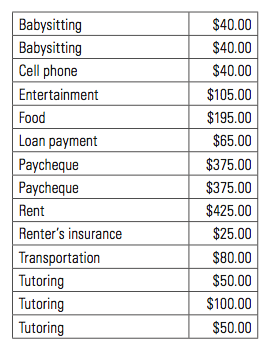 Babysitting $40.00
Babysitting $40.00
Cell phone $40.00
Entertainment $105.00
Food $195.00
Loan payment $65.00
Paycheque $375.00
Paycheque $375.00
Rent $425.00
Renter's insurance $25.00
Transportation $80.00
Tutoring $50.00
Tutoring $100.00
Tutoring $50.00